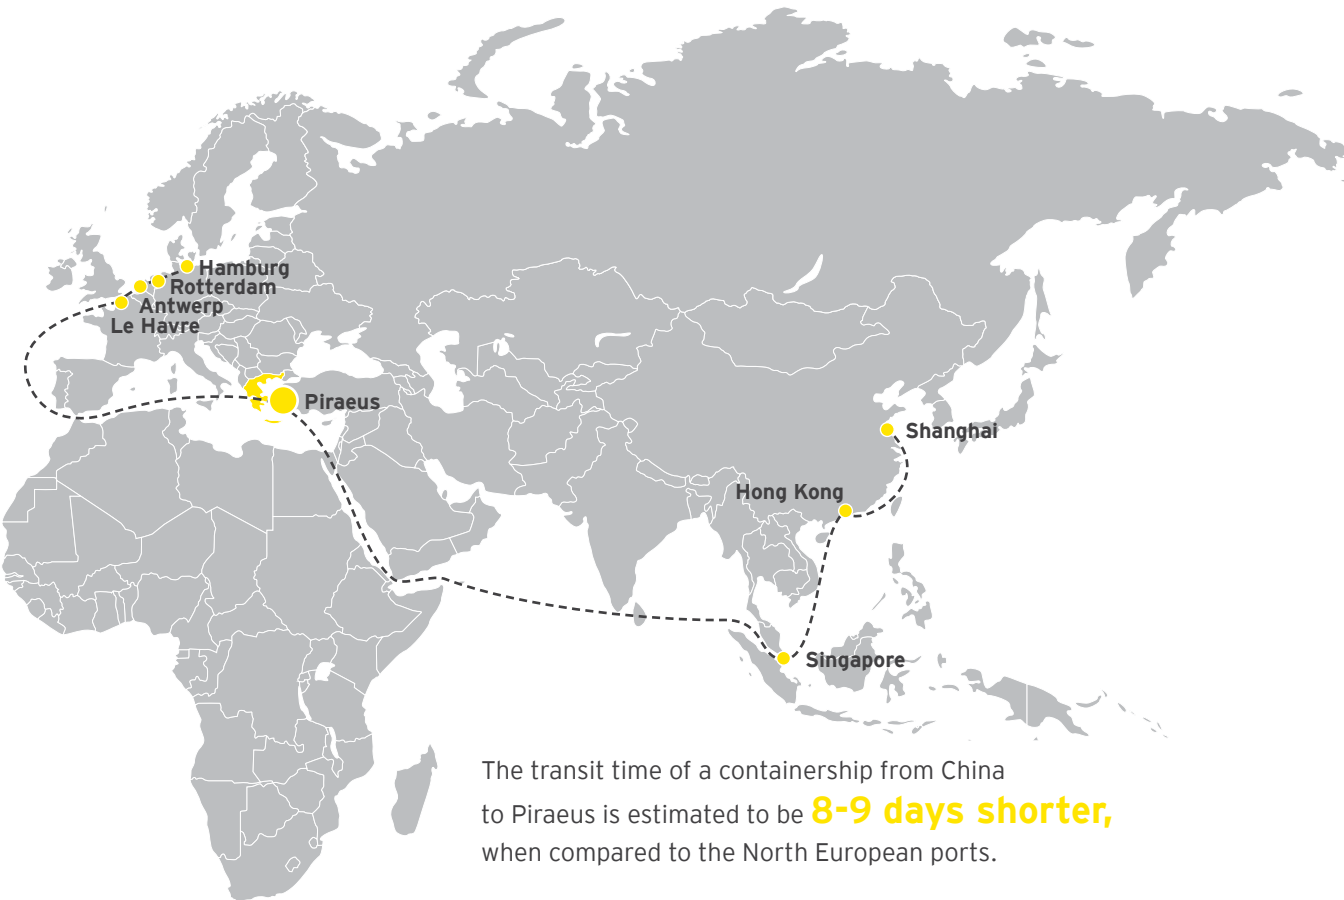 Hamburg
Rotterdam
Antwerp
Le Havre
Piraeus
Shanghai
Hong Kong
Singapore
The transit time of a containership from China
to Piraeus is estimated to be 8-9 days shorter,
when compared to the North European ports.